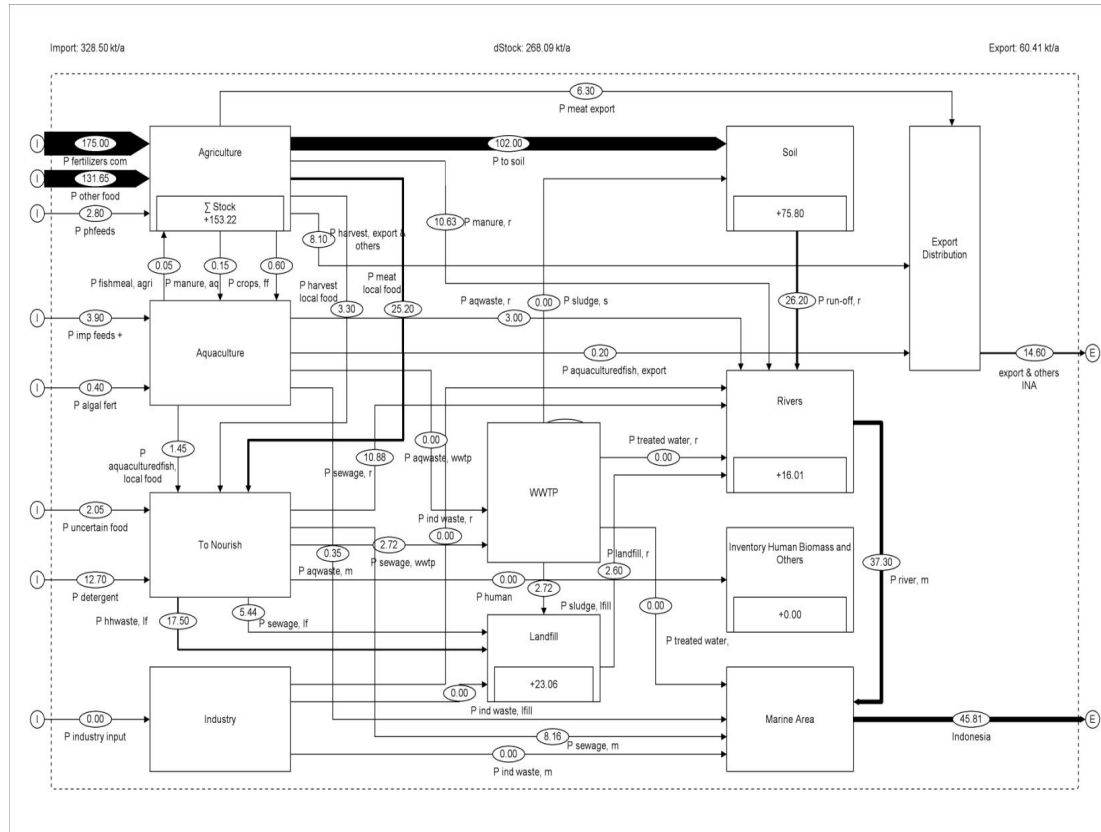 Import: 328.50 kt/a
dStock: 268.09 kt/a
Export: 60.41 kt/a
6.30
P meat export
I
175.00
P fertilizers com
Agriculture
102.00
P to soil
Soil
I
131.65
P other food
I
2.80
P phfeeds
∑ Stock
+153.22
8.10
P harvest, export &
others
10.63
P manure, r
+75.80
Export
Distribution
P fishmeal, agri
0.05
P manure, aq
0.15
P crops, ff
0.60
P harvest
local food
3.30
P meat
local food
25.20
P aqwaste, r
3.00
P sludge, s
0.00
26.20
P run-off, r
I
3.90
P imp feeds +
Aquaculture
0.20
P aquaculturedfish, export
14.60
export & others
INA
E
I
0.40
P algal fert
Rivers
+16.01
1.45
P
aquaculturedfish,
local food
10.88
P sewage, r
0.00
P aqwaste, wwtp
P treated water, r
0.00
WWTP
I
2.05
P uncertain food
To Nourish
P ind waste, r
0.00
0.35
P aqwaste, m
2.72
P sewage, wwtp
P landfill, r
2.60
Inventory Human Biomass and
Others
+0.00
37.30
P river, m
I
12.70
P detergent
0.00
P human
2.72
P sludge, lfill
0.00
P treated water,
P hhwaste, lf
17.50
5.44
P sewage, lf
Landfill
+23.06
I
0.00
P industry input
Industry
0.00
P ind waste, lfill
8.16
P sewage, m
0.00
P ind waste, m
Marine Area
45.81
Indonesia
E